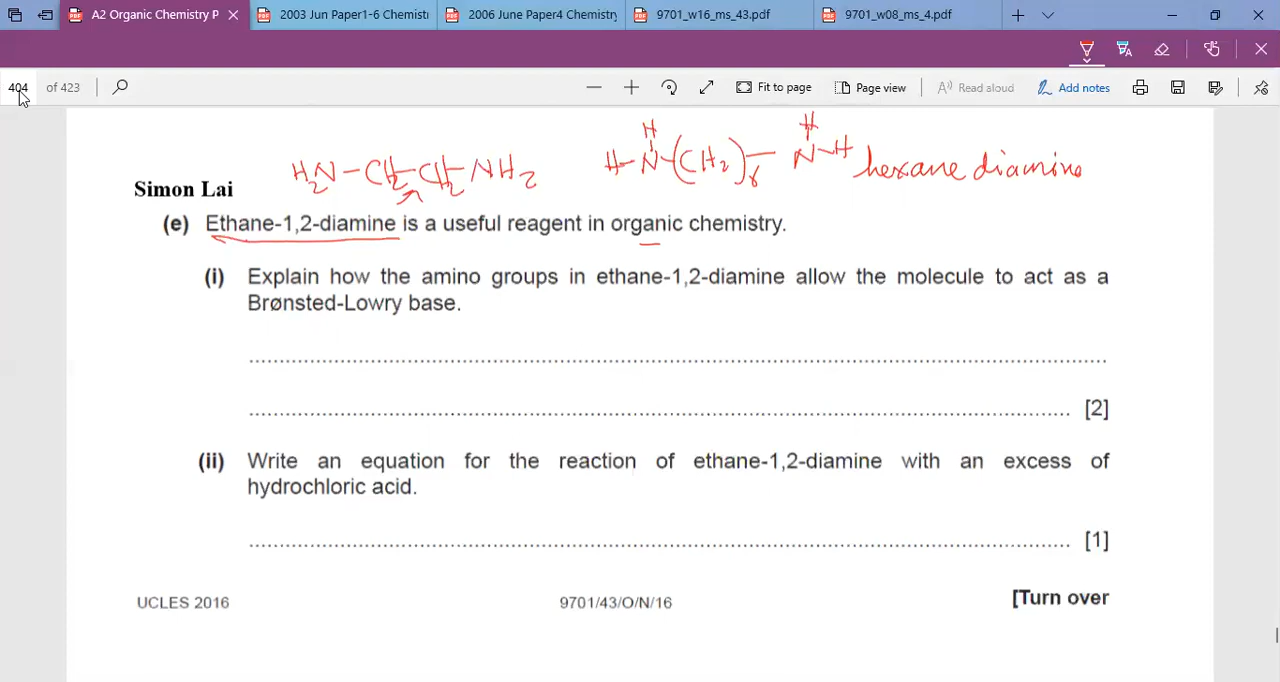 A2 Organic Chemistry P
2003 Jun Paper1-6 Chemistr
2006 June Paper4 Chemistry
9701_w16_ms_43.pdf
9701_w08_ms_4.pdf
404 of 423
Fit to page
Page view
Read aloud
Add notes
H2N-CH2-CH2NH2
H H
H-N-(CH2)6-N-H hexane diamine
Simon Lai
(e) Ethane-1,2-diamine is a useful reagent in organic chemistry.
(i) Explain how the amino groups in ethane-1,2-diamine allow the molecule to act as a
Brønsted-Lowry base.
[2]
(ii) Write an equation for the reaction of ethane-1,2-diamine with an excess of
hydrochloric acid.
[1]
UCLES 2016 9701/43/O/N/16 [Turn over